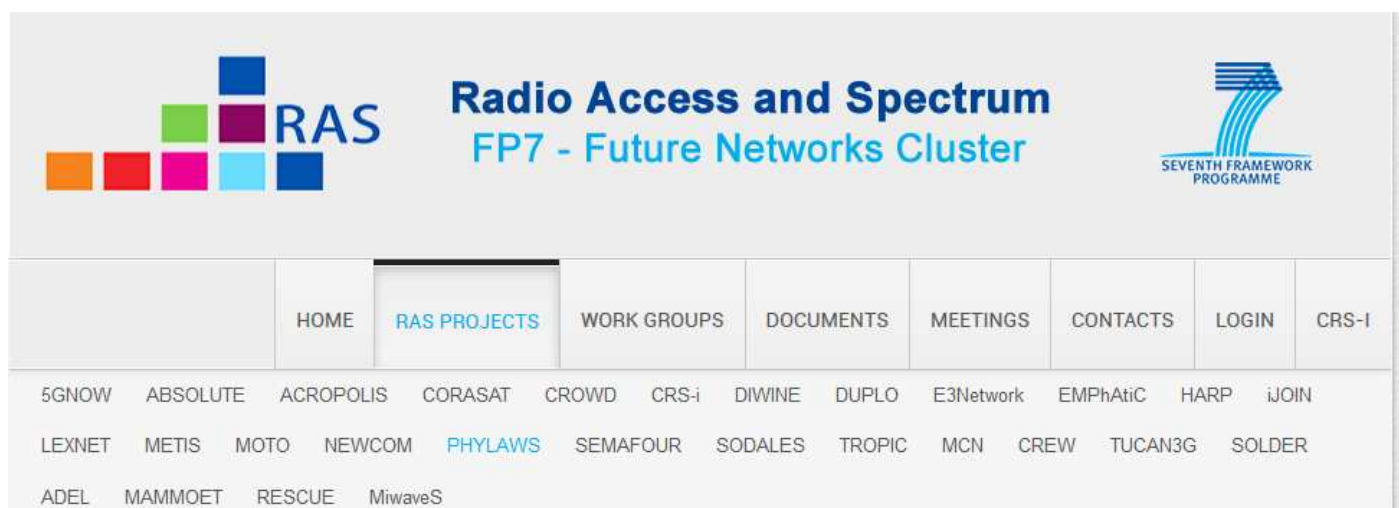 RAS
Radio Access and Spectrum
FP7 - Future Networks Cluster
SEVENTH FRAMEWORK
PROGRAMME
HOME RAS PROJECTS WORK GROUPS DOCUMENTS MEETINGS CONTACTS LOGIN CRS-I
5GNOW ABSOLUTE ACROPOLIS CORASAT CROWD CRS-i DIWINE DUPLO E3Network EMPhAtiC HARP iJOIN
LEXNET METIS MOTO NEWCOM PHYLAWS SEMAFOUR SODALES TROPIC MCN CREW TUCAN3G SOLDER
ADEL MAMMOET RESCUE MiwaveS